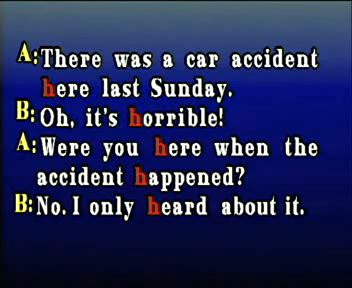 A:There was a car accident
here last Sunday.
B:Oh, it's horrible!
A:Were you here when the
accident happened?
B:No. I only heard about it.